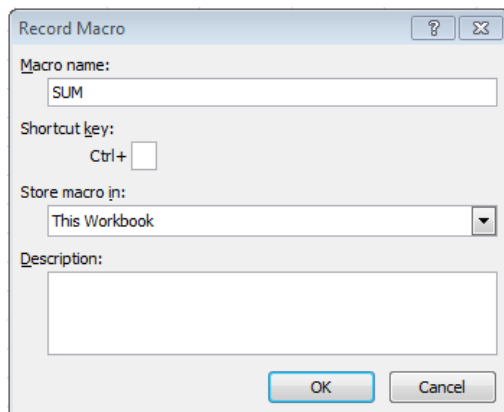 Record Macro
Macro name:
SUM
Shortcut key:
Ctrl+
Store macro in:
This Workbook
Description:
OK Cancel